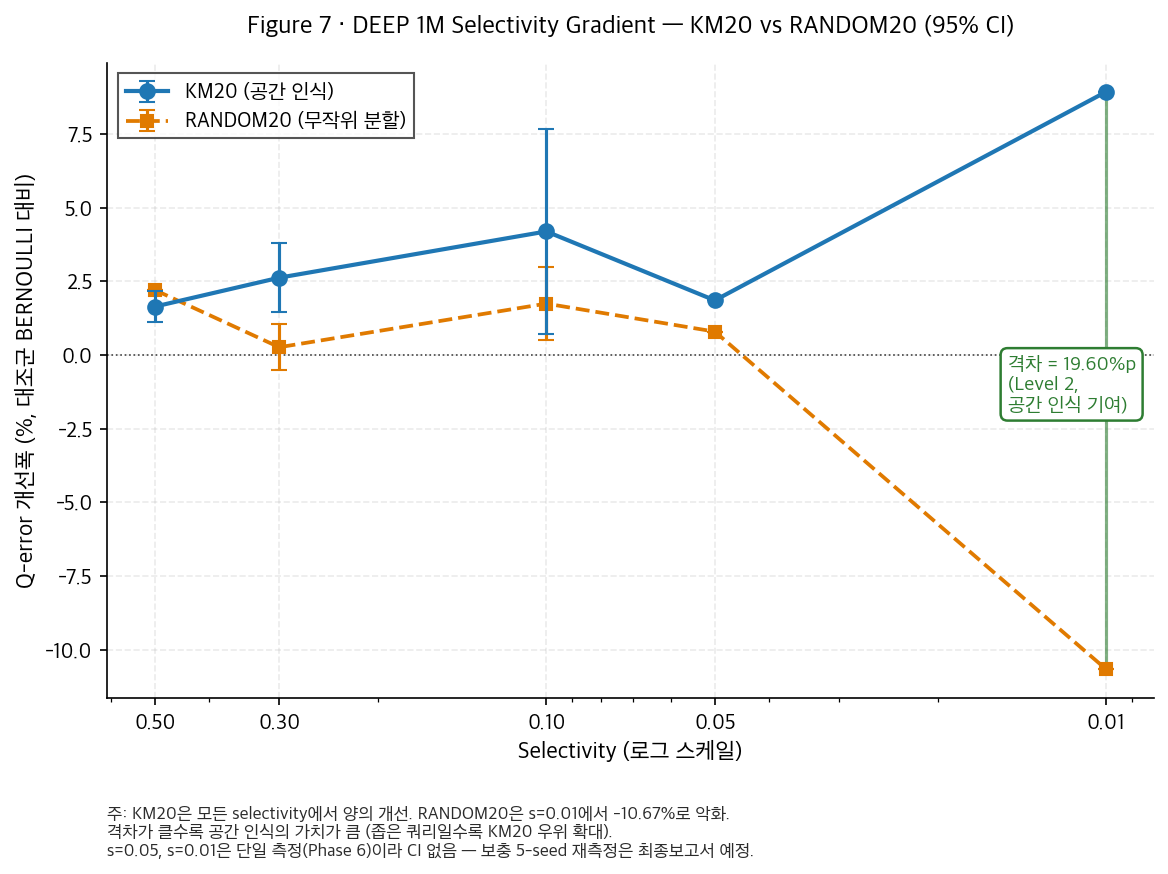 Figure 7 · DEEP 1M Selectivity Gradient — KM20 vs RANDOM20 (95% CI)
KM20 (공간 인식)
RANDOM20 (무작위 분할)
Q-error 개선폭 (%, 대조군 BERNOULLI 대비)
7.5
5.0
2.5
0.0
-2.5
-5.0
-7.5
-10.0
격차 = 19.60%p
(Level 2,
공간 인식 기여)
0.50
0.30
0.10
0.05
0.01
Selectivity (로그 스케일)
주: KM20은 모든 selectivity에서 양의 개선. RANDOM20은 s=0.01에서 -10.67%로 악화.
격차가 클수록 공간 인식의 가치가 큼 (좁은 쿼리일수록 KM20 우위 확대).
s=0.05, s=0.01은 단일 측정(Phase 6)이라 CI 없음 — 보충 5-seed 재측정은 최종보고서 예정.